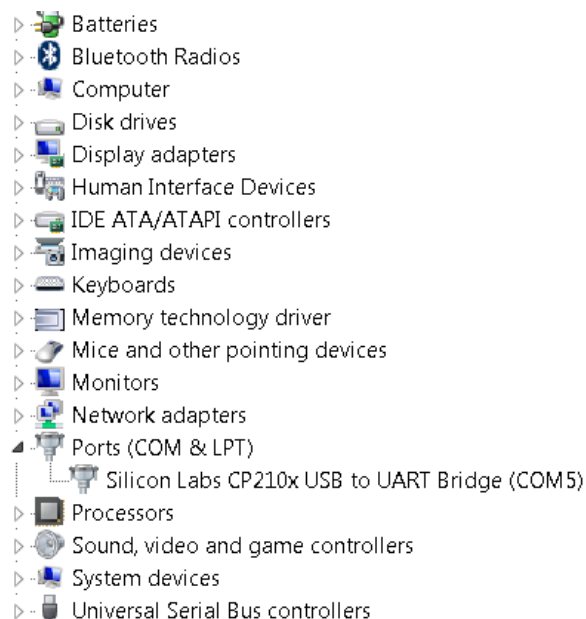 Batteries
Bluetooth Radios
Computer
Disk drives
Display adapters
Human Interface Devices
IDE ATA/ATAPI controllers
Imaging devices
Keyboards
Memory technology driver
Mice and other pointing devices
Monitors
Network adapters
Ports (COM & LPT)
Silicon Labs CP210x USB to UART Bridge (COM5)
Processors
Sound, video and game controllers
System devices
Universal Serial Bus controllers